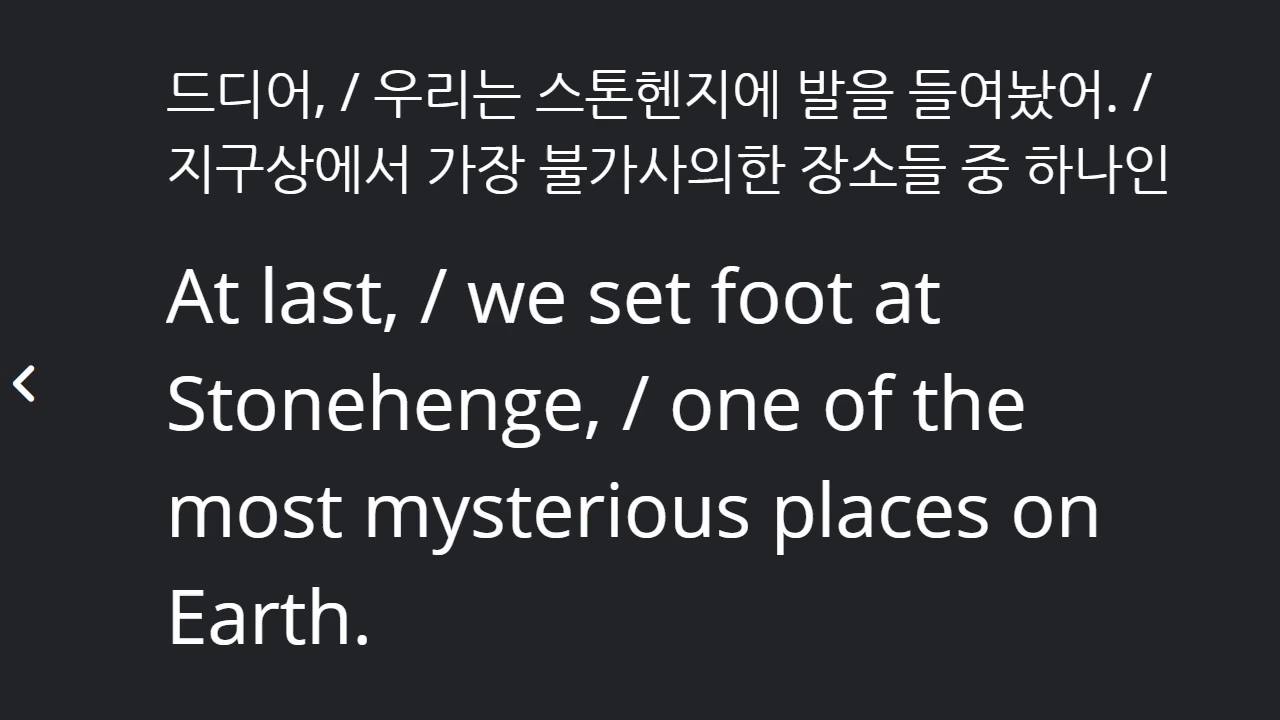 드디어, / 우리는 스톤헨지에 발을 들여놨어. /
지구상에서 가장 불가사의한 장소들 중 하나인
At last, / we set foot at
Stonehenge, / one of the
most mysterious places on
Earth.